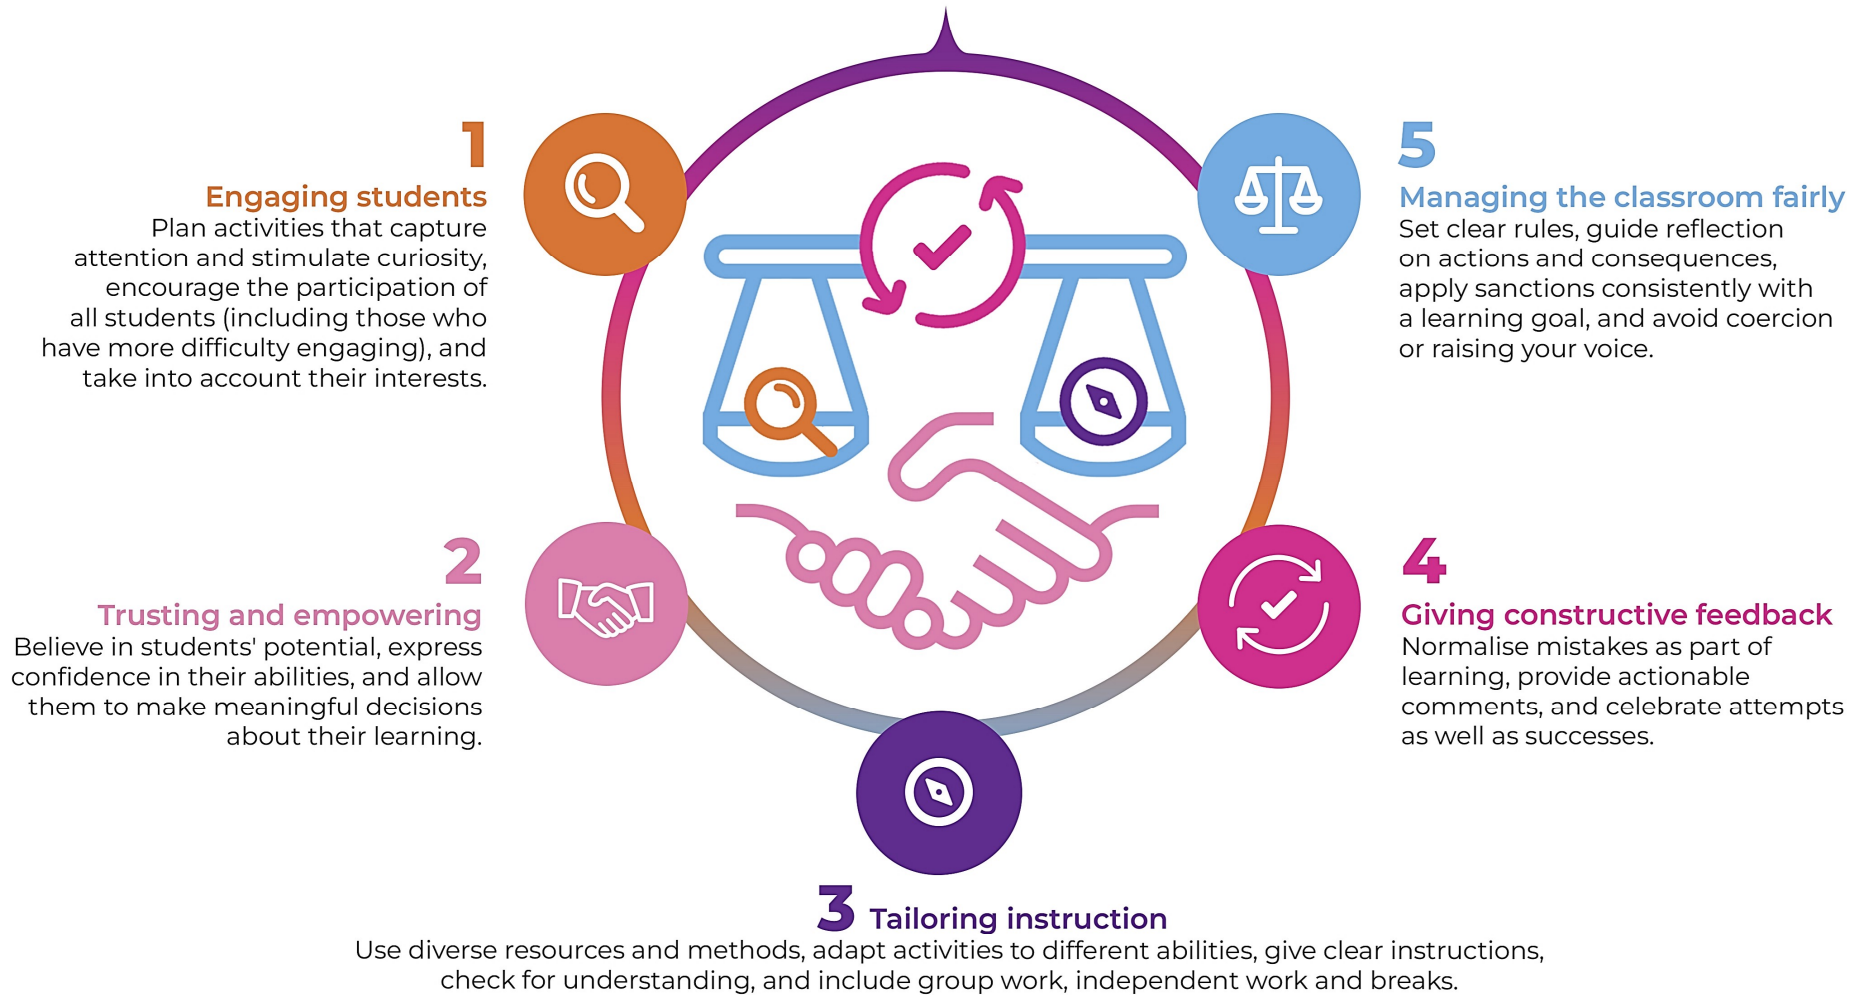 1
Engaging students
Plan activities that capture
attention and stimulate curiosity,
encourage the participation of
all students (including those who
have more difficulty engaging), and
take into account their interests.
2
Trusting and empowering
Believe in students' potential, express
confidence in their abilities, and allow
them to make meaningful decisions
about their learning.
3 Tailoring instruction
Use diverse resources and methods, adapt activities to different abilities, give clear instructions,
check for understanding, and include group work, independent work and breaks.
4
Giving constructive feedback
Normalise mistakes as part of
learning, provide actionable
comments, and celebrate attempts
as well as successes.
5
Managing the classroom fairly
Set clear rules, guide reflection
on actions and consequences,
apply sanctions consistently with
a learning goal, and avoid coercion
or raising your voice.